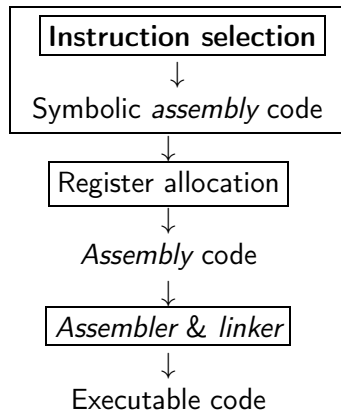 Instruction selection
↓
Symbolic assembly code
↓
Register allocation
↓
Assembly code
↓
Assembler & linker
↓
Executable code